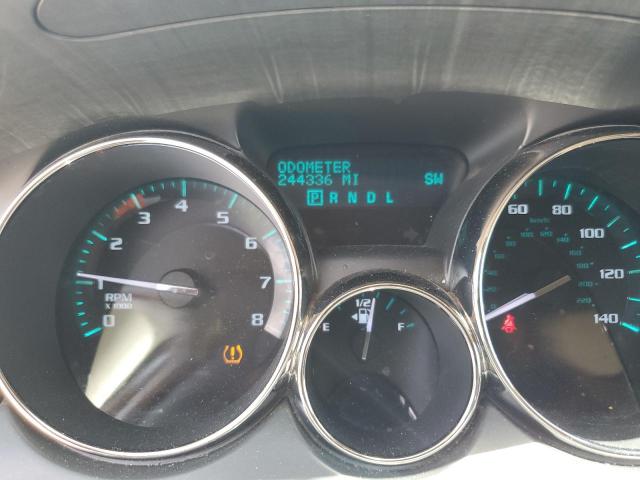 ODOMETER
244336 MI SW
P R N D L
0 1 2 3 4 5 6 7 8
RPM
X 1000
E 1/2 F
60 80 100 120 140
km/h